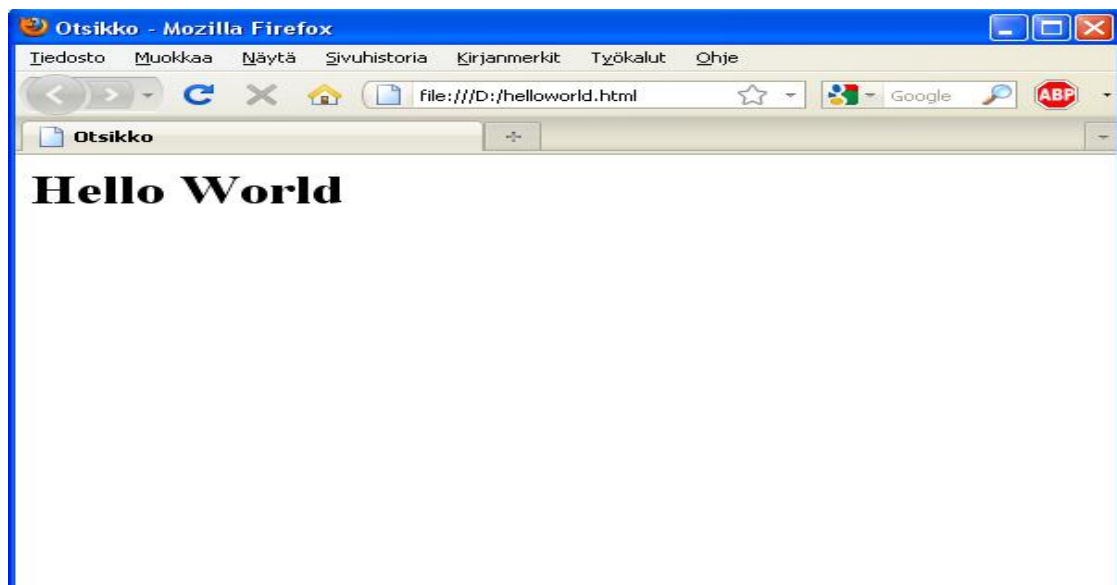 Otsikko - Mozilla Firefox
Tiedosto Muokkaa Näytä Sivuhistoria Kirjanmerkit Työkalut Ohje
file:///D:/helloworld.html Google ABP
Otsikko
Hello World